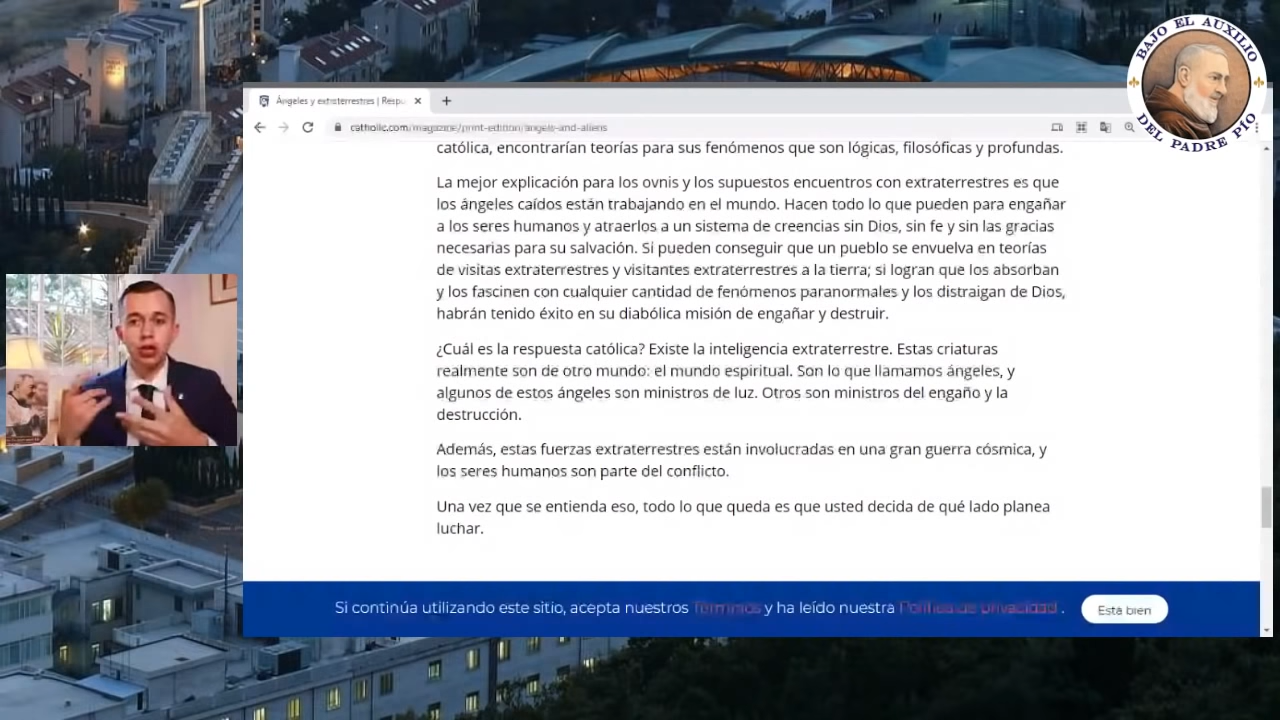 BAJO EL AUXILIO
DEL PADRE PÍO
Ángeles y extraterrestres | Respu
catholic.com/magazine/print-edition/angels-and-aliens
católica, encontrarían teorías para sus fenómenos que son lógicas, filosóficas y profundas.
La mejor explicación para los ovnis y los supuestos encuentros con extraterrestres es que
los ángeles caídos están trabajando en el mundo. Hacen todo lo que pueden para engañar
a los seres humanos y atraerlos a un sistema de creencias sin Dios, sin fe y sin las gracias
necesarias para su salvación. Si pueden conseguir que un pueblo se envuelva en teorías
de visitas extraterrestres y visitantes extraterrestres a la tierra; si logran que los absorban
y los fascinen con cualquier cantidad de fenómenos paranormales y los distraigan de Dios,
habrán tenido éxito en su diabólica misión de engañar y destruir.
¿Cuál es la respuesta católica? Existe la inteligencia extraterrestre. Estas criaturas
realmente son de otro mundo: el mundo espiritual. Son lo que llamamos ángeles, y
algunos de estos ángeles son ministros de luz. Otros son ministros del engaño y la
destrucción.
Además, estas fuerzas extraterrestres están involucradas en una gran guerra cósmica, y
los seres humanos son parte del conflicto.
Una vez que se entienda eso, todo lo que queda es que usted decida de qué lado planea
luchar.
Si continúa utilizando este sitio, acepta nuestros Términos y ha leído nuestra Política de privacidad .
Está bien